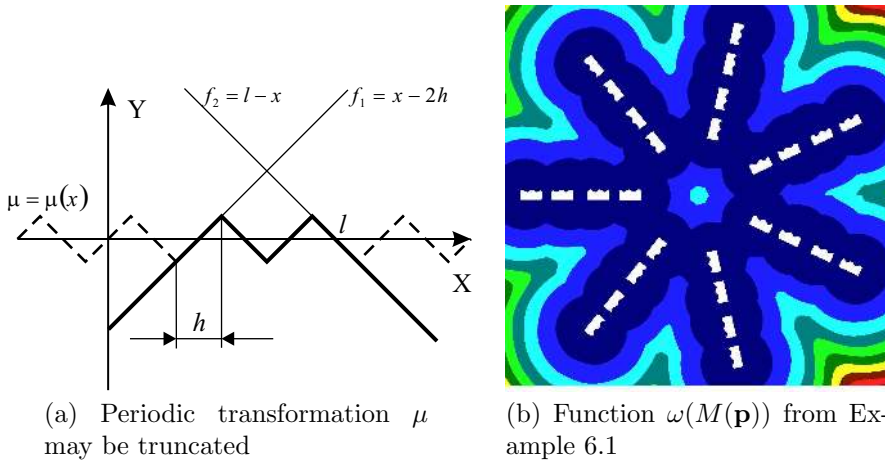 Y
f₂ = l – x
f₁ = x – 2h
μ = μ(x)
l
X
h
(a) Periodic transformation μ
may be truncated
(b) Function ω(M(p)) from Ex-
ample 6.1